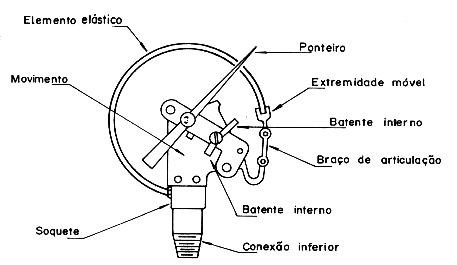 Elemento elástico
Ponteiro
Movimento
Extremidade móvel
Batente interno
Braço de articulação
Batente interno
Soquete
Conexão inferior